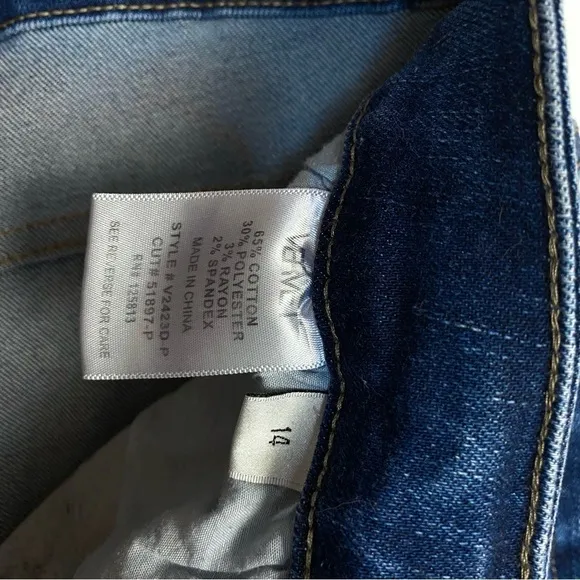 VERVET
65% COTTON
30% POLYESTER
3% RAYON
2% SPANDEX
MADE IN CHINA
STYLE # V2423D-P
CUT# 51897-P
RN# 125813
SEE REVERSE FOR CARE
14